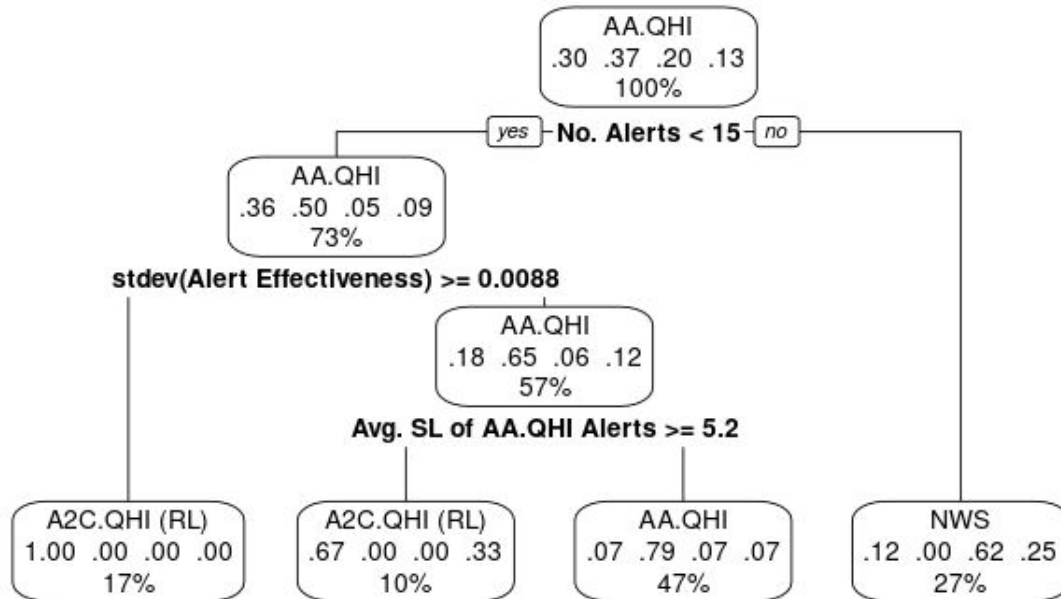 AA.QHI
.30 .37 .20 .13
100%
yes No. Alerts < 15 no
AA.QHI
.36 .50 .05 .09
73%
stdev(Alert Effectiveness) >= 0.0088
AA.QHI
.18 .65 .06 .12
57%
Avg. SL of AA.QHI Alerts >= 5.2
A2C.QHI (RL)
1.00 .00 .00 .00
17%
A2C.QHI (RL)
.67 .00 .00 .33
10%
AA.QHI
.07 .79 .07 .07
47%
NWS
.12 .00 .62 .25
27%